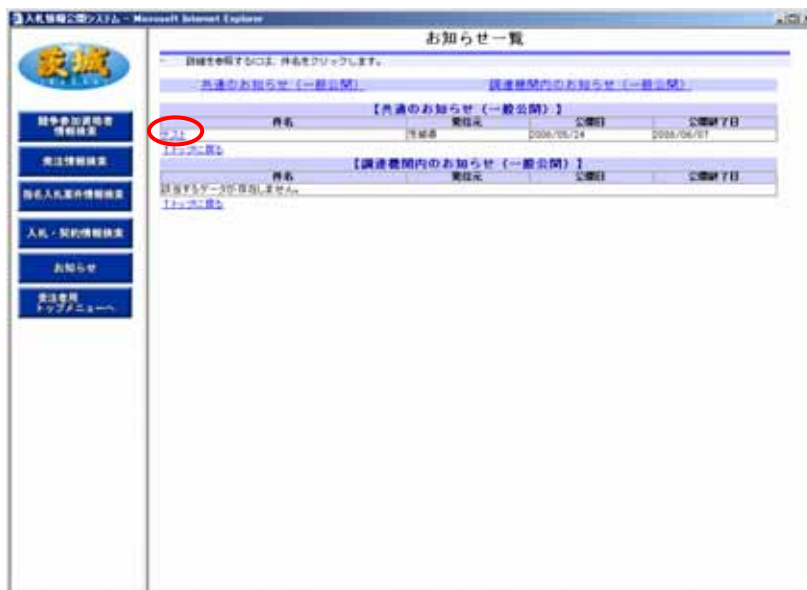 入札情報公開システム - Microsoft Internet Explorer
茨城
競争参加資格者
情報検索
発注情報検索
指名入札案件情報検索
入札・契約情報検索
お知らせ
受注者用
トップメニューへ
お知らせ一覧
・ 詳細を参照するには、件名をクリックします。
共通のお知らせ（一般公開） 調達機関内のお知らせ（一般公開）
【共通のお知らせ（一般公開）】
件名 発信元 公開日 公開終了日
テスト 茨城県 2006/05/24 2006/06/07
↑トップに戻る
【調達機関内のお知らせ（一般公開）】
件名 発信元 公開日 公開終了日
該当するデータが存在しません。
↑トップに戻る